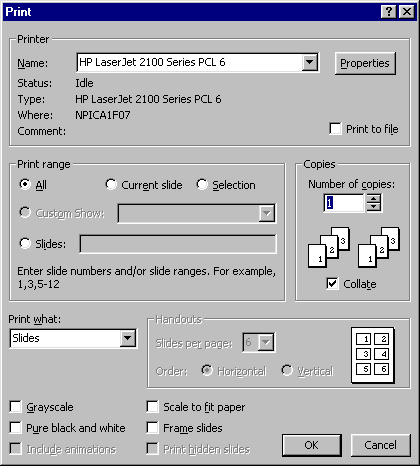 Print ? ×
Printer
Name: HP LaserJet 2100 Series PCL 6 Properties
Status: Idle
Type: HP LaserJet 2100 Series PCL 6
Where: NPICA1F07
Comment: Print to file
Print range Copies
All Current slide Selection Number of copies:
Custom Show: 1
Slides:
1 2 3 1 2 3
Enter slide numbers and/or slide ranges. For example,
1,3,5-12 Collate
Print what: Handouts
Slides Slides per page: 6 1 2
Order: Horizontal Vertical 3 4
5 6
Grayscale Scale to fit paper
Pure black and white Frame slides
Include animations Print hidden slides OK Cancel